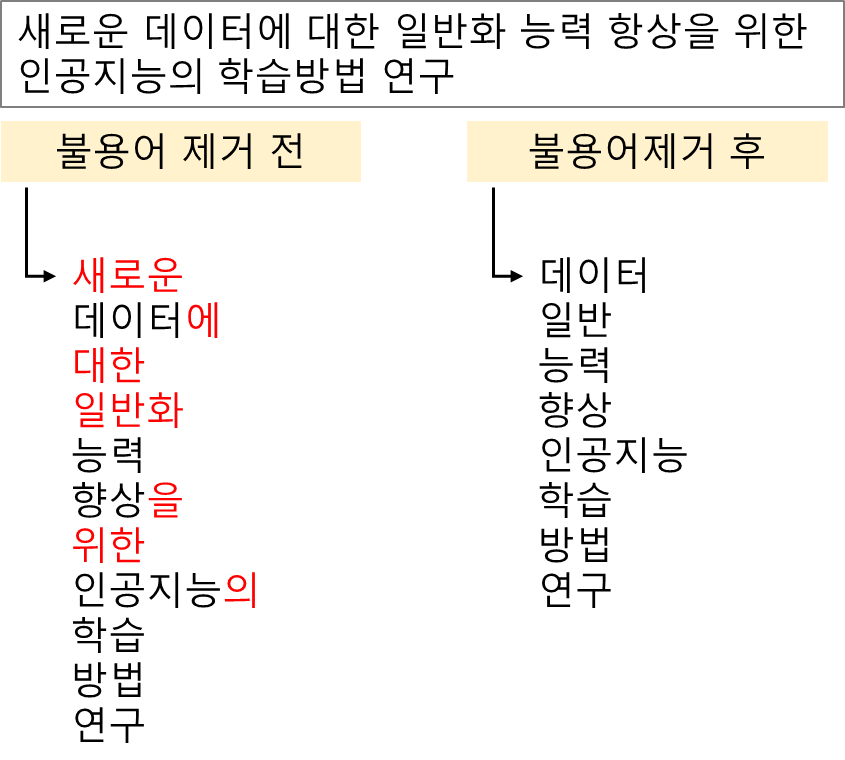 새로운 데이터에 대한 일반화 능력 향상을 위한
인공지능의 학습방법 연구
불용어 제거 전
새로운
데이터에
대한
일반화
능력
향상을
위한
인공지능의
학습
방법
연구
불용어제거 후
데이터
일반
능력
향상
인공지능
학습
방법
연구